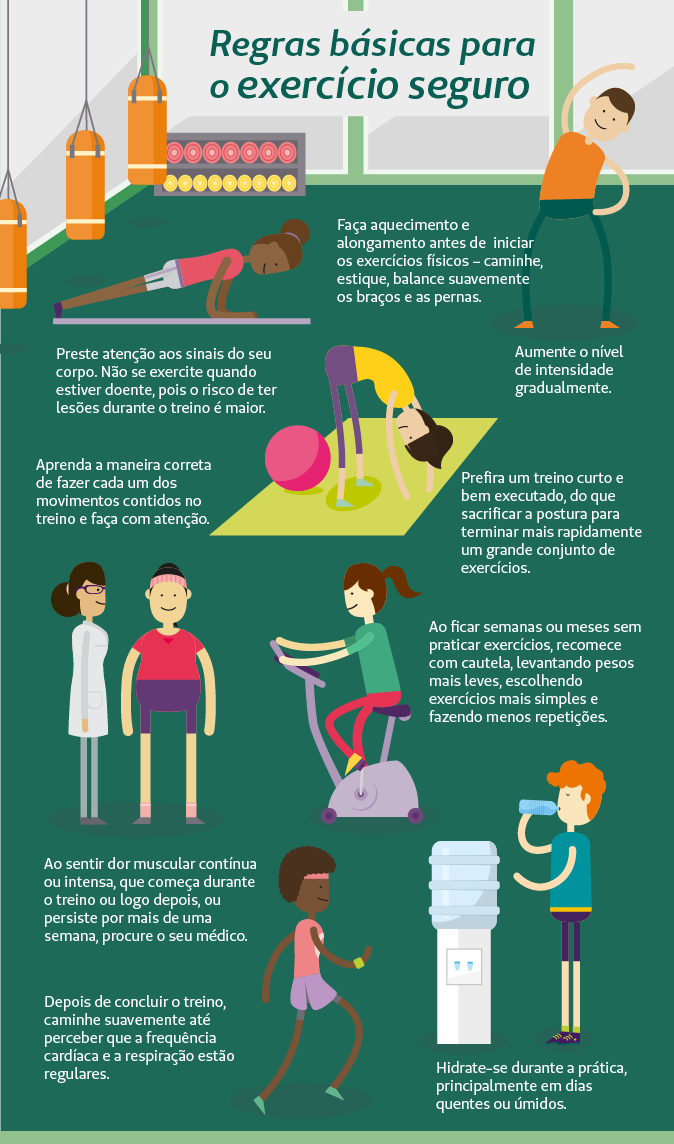 Regras básicas para
o exercício seguro
Faça aquecimento e
alongamento antes de iniciar
os exercícios físicos – caminhe,
estique, balance suavemente
os braços e as pernas.
Preste atenção aos sinais do seu
corpo. Não se exercite quando
estiver doente, pois o risco de ter
lesões durante o treino é maior.
Aumente o nível
de intensidade
gradualmente.
Aprenda a maneira correta
de fazer cada um dos
movimentos contidos no
treino e faça com atenção.
Prefira um treino curto e
bem executado, do que
sacrificar a postura para
terminar mais rapidamente
um grande conjunto de
exercícios.
Ao ficar semanas ou meses sem
praticar exercícios, recomece
com cautela, levantando pesos
mais leves, escolhendo
exercícios mais simples e
fazendo menos repetições.
Ao sentir dor muscular contínua
ou intensa, que começa durante
o treino ou logo depois, ou
persiste por mais de uma
semana, procure o seu médico.
Depois de concluir o treino,
caminhe suavemente até
perceber que a frequência
cardíaca e a respiração estão
regulares.
Hidrate-se durante a prática,
principalmente em dias
quentes ou úmidos.